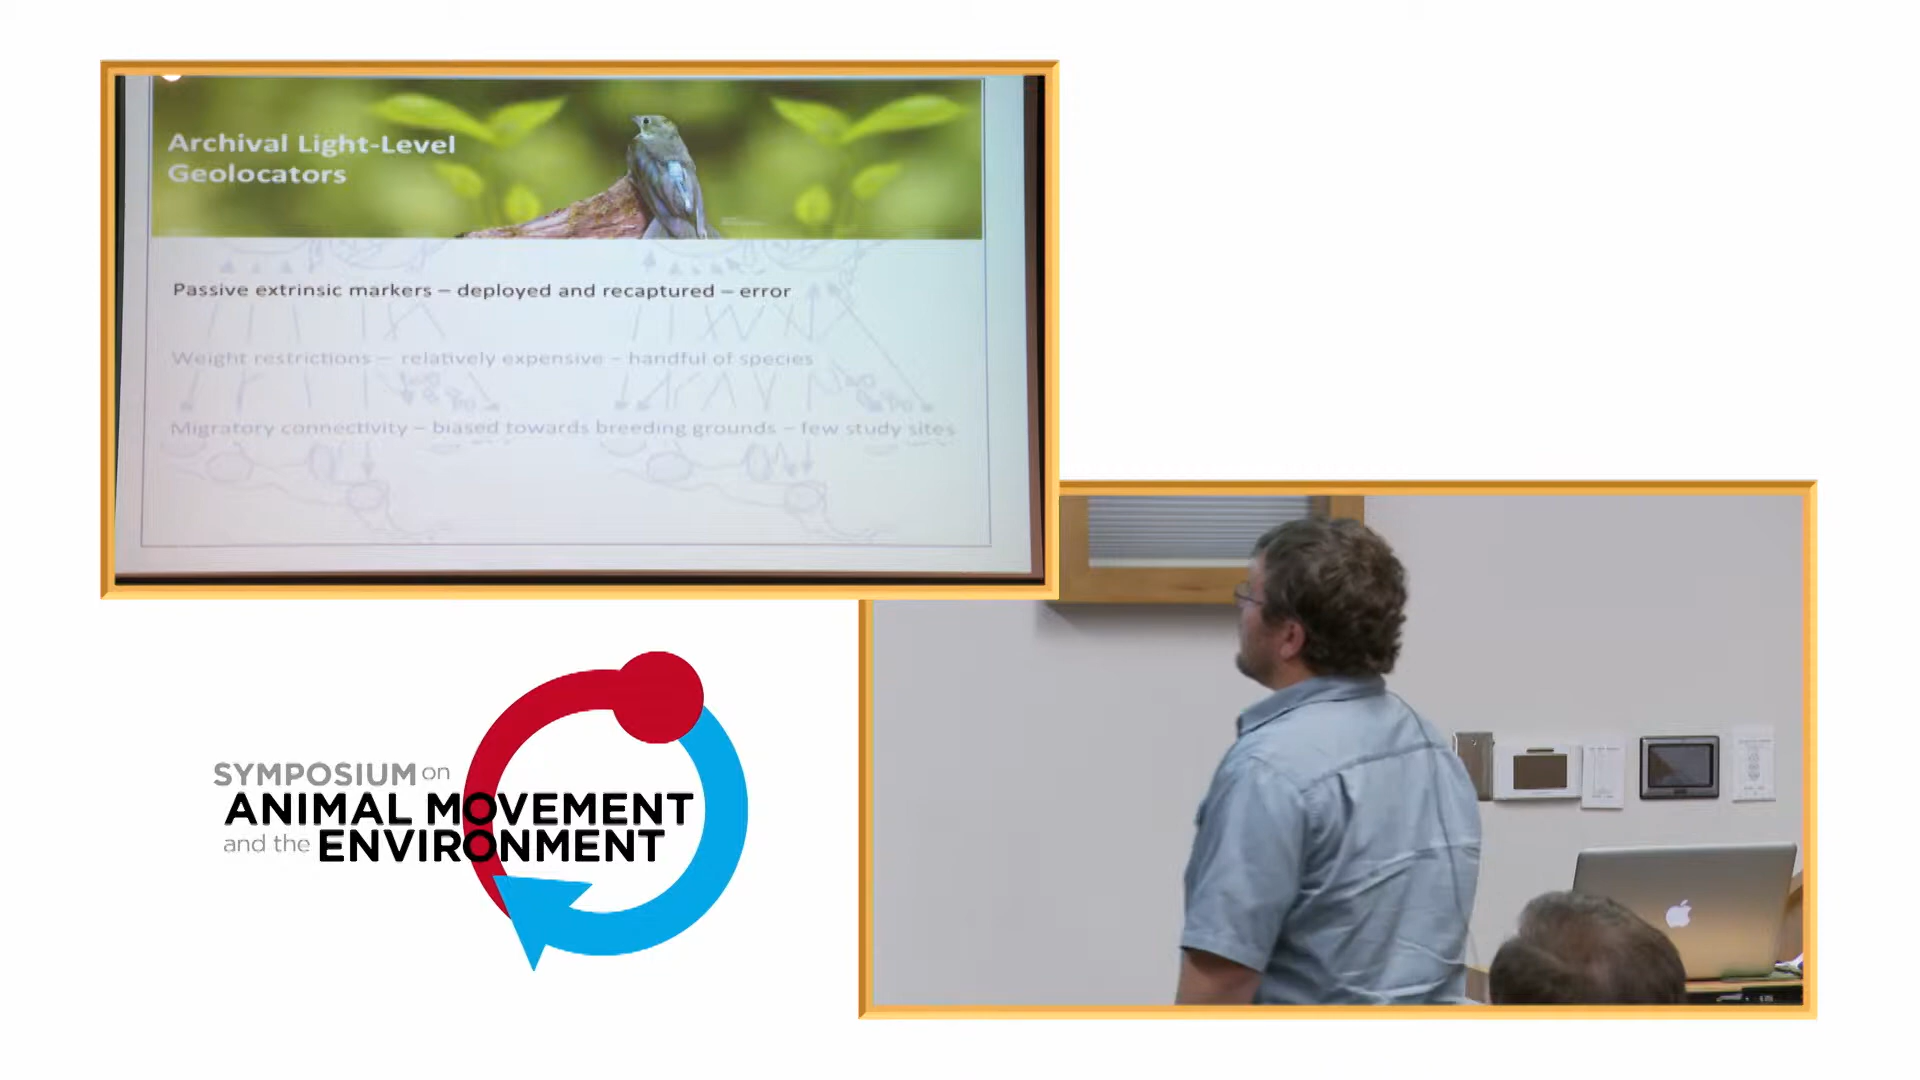 Archival Light-Level
Geolocators
Passive extrinsic markers – deployed and recaptured – error
Weight restrictions – relatively expensive – handful of species
Migratory connectivity – biased towards breeding grounds – few study sites
SYMPOSIUM on
ANIMAL MOVEMENT
and the ENVIRONMENT